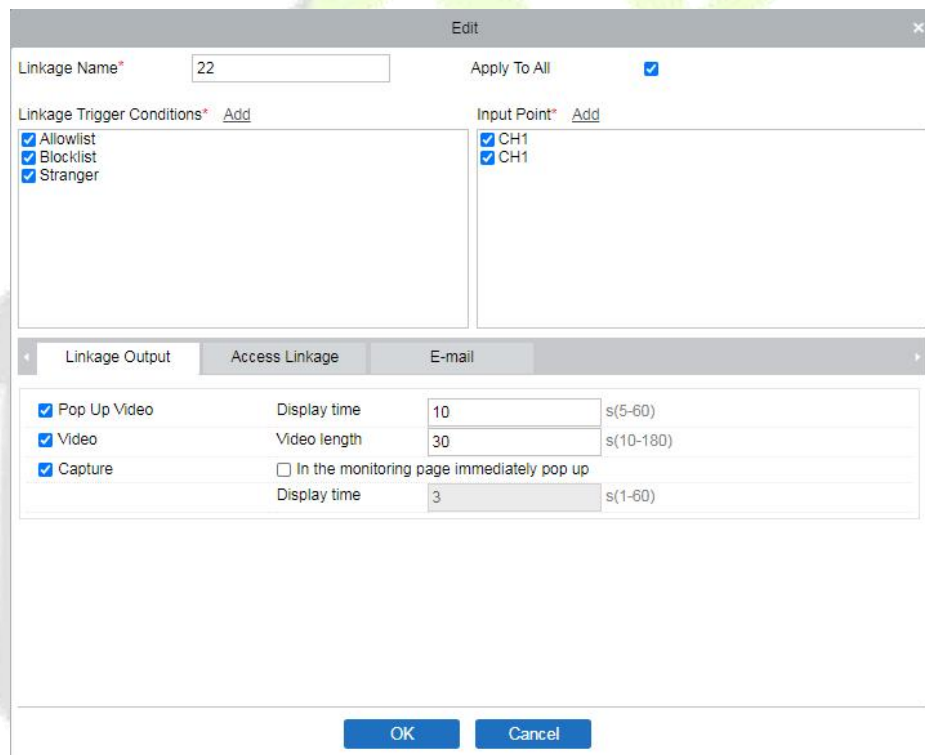 Edit
Linkage Name* 22 Apply To All
Linkage Trigger Conditions* Add Input Point* Add
Allowlist CH1
Blocklist CH1
Stranger
Linkage Output Access Linkage E-mail
Pop Up Video Display time 10 s(5-60)
Video Video length 30 s(10-180)
Capture In the monitoring page immediately pop up
Display time 3 s(1-60)
OK Cancel